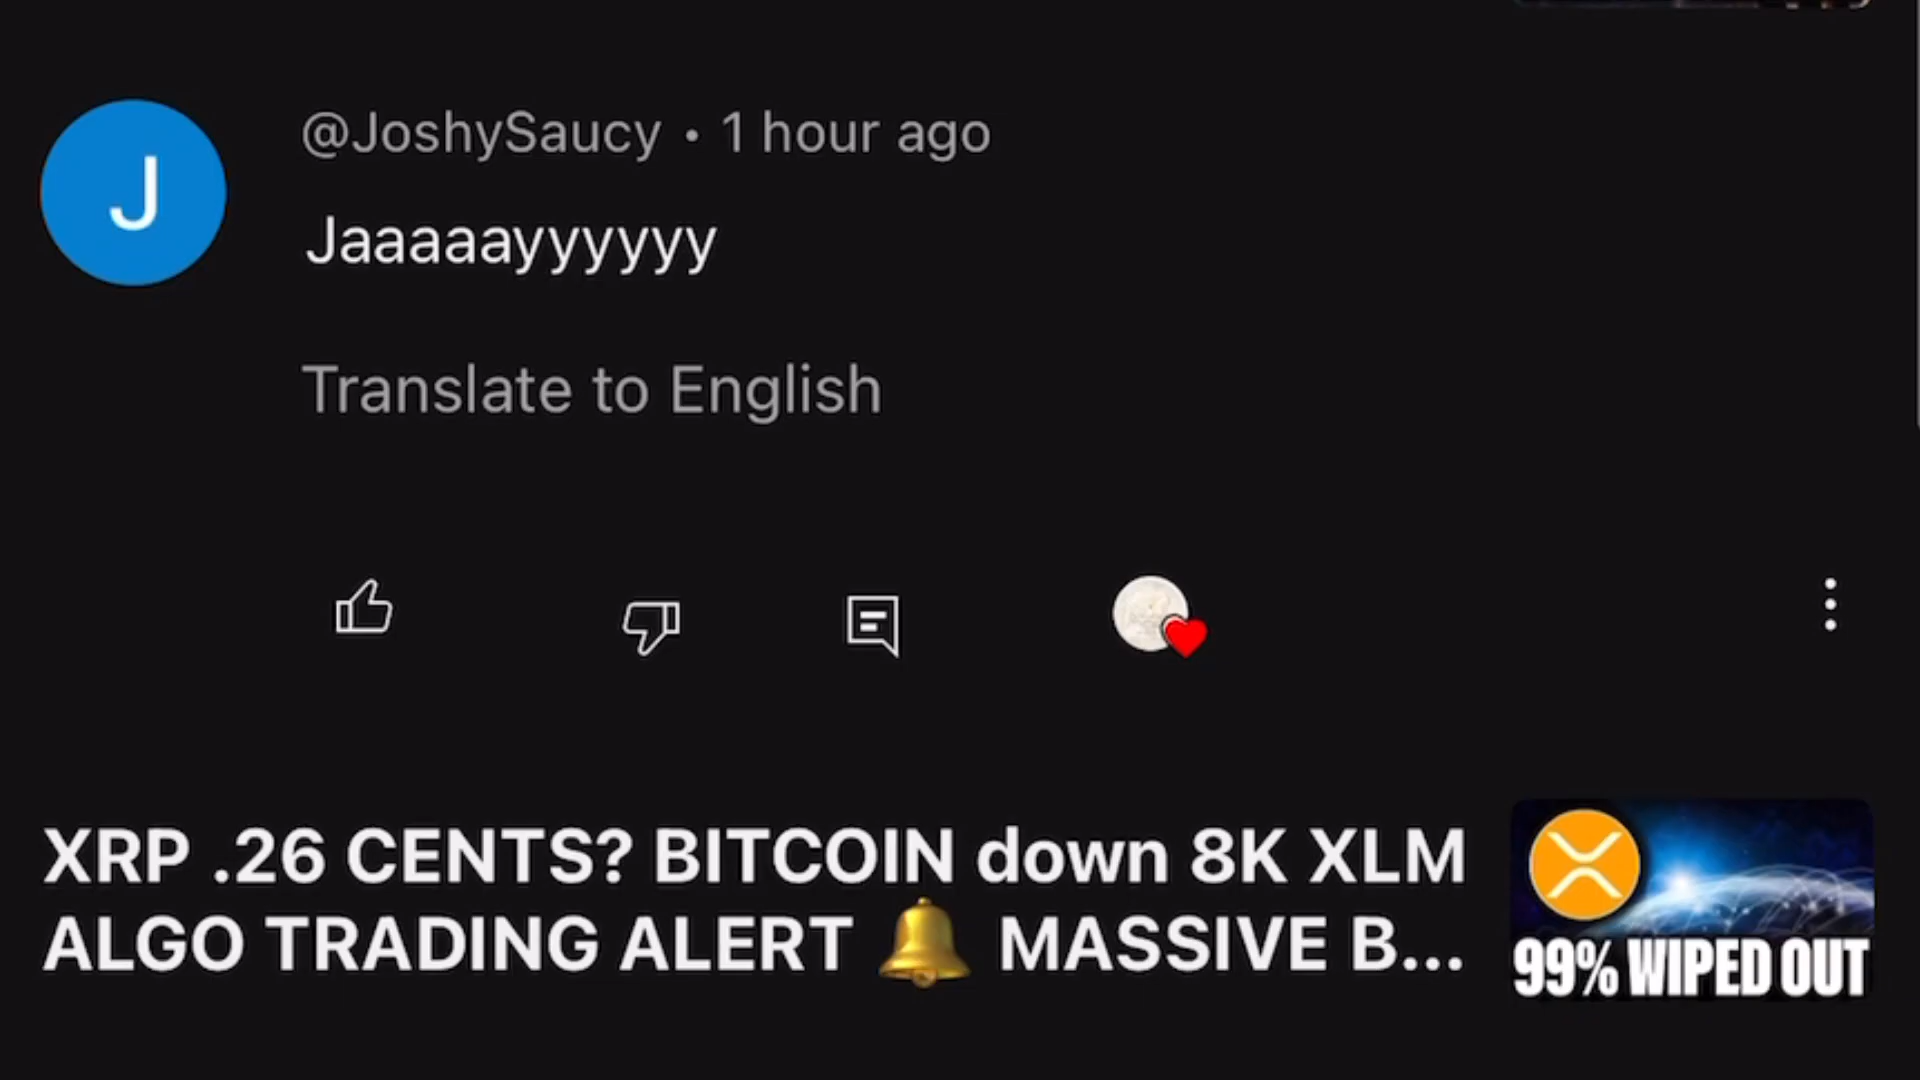 J
@JoshySaucy • 1 hour ago
Jaaaaayyyyyy
Translate to English
XRP .26 CENTS? BITCOIN down 8K XLM
ALGO TRADING ALERT 🔔 MASSIVE B...
99% WIPED OUT